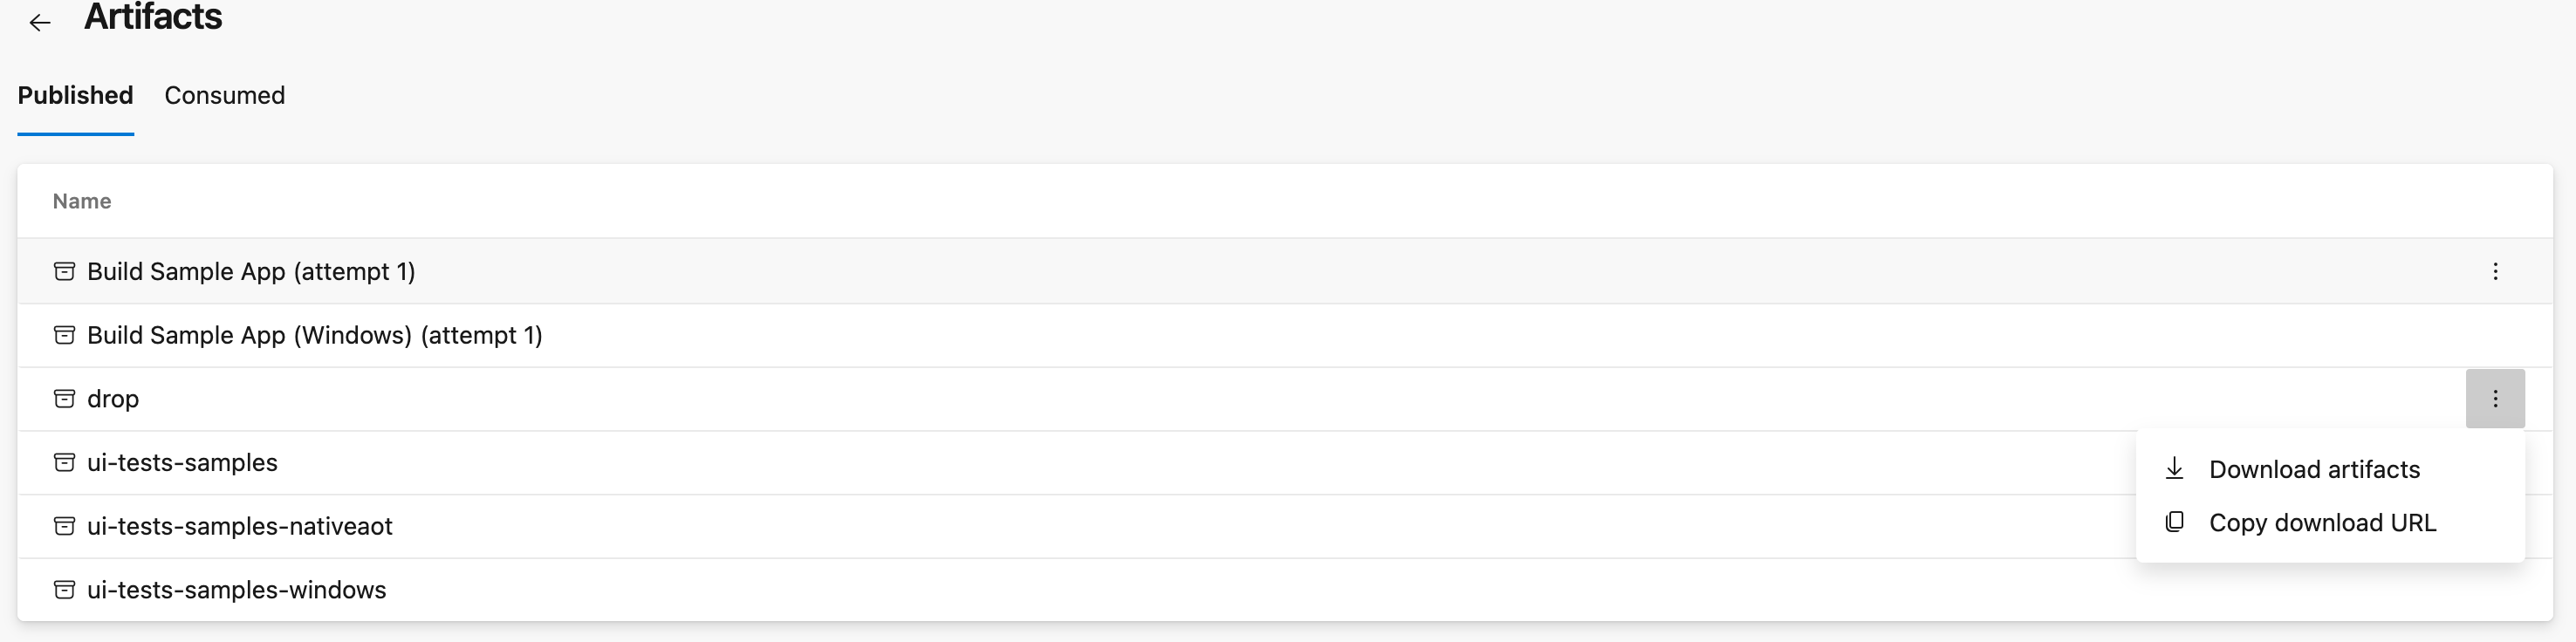 Artifacts
Published Consumed
Name
Build Sample App (attempt 1)
Build Sample App (Windows) (attempt 1)
drop
ui-tests-samples
Download artifacts
Copy download URL
ui-tests-samples-nativeaot
ui-tests-samples-windows